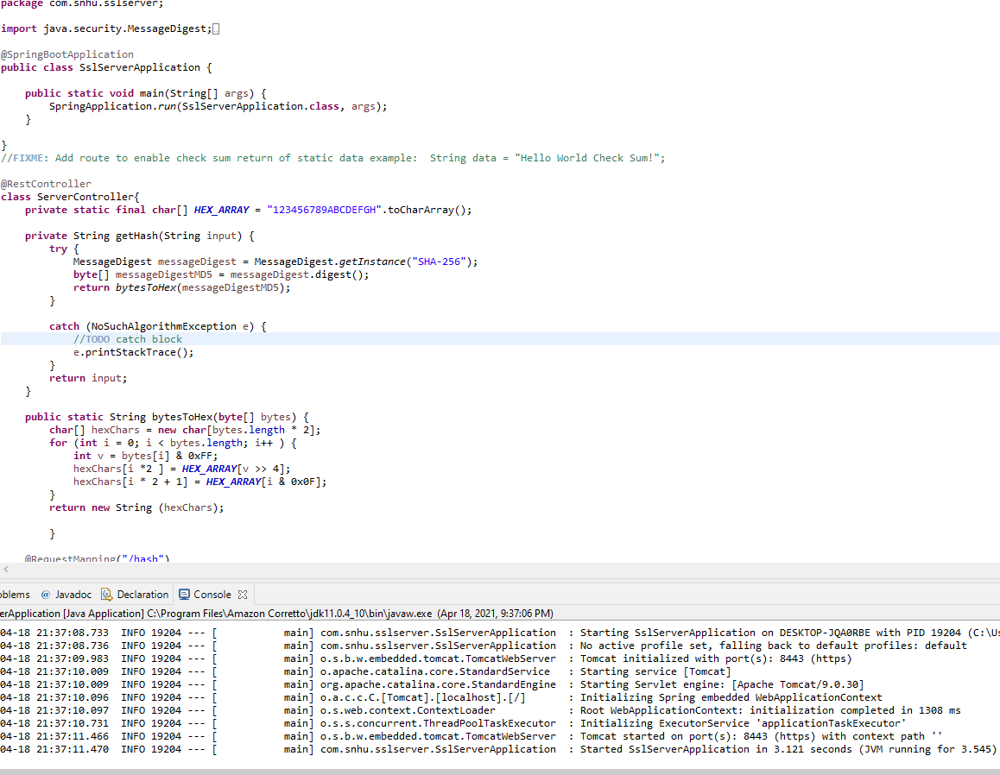 package com.snhu.sslserver;
import java.security.MessageDigest;
@SpringBootApplication
public class SslServerApplication {
public static void main(String[] args) {
SpringApplication.run(SslServerApplication.class, args);
}
}
//FIXME: Add route to enable check sum return of static data example:  String data = "Hello World Check Sum!";
@RestController
class ServerController{
private static final char[] HEX_ARRAY = "123456789ABCDEFGH".toCharArray();
private String getHash(String input) {
try {
MessageDigest messageDigest = MessageDigest.getInstance("SHA-256");
byte[] messageDigestMD5 = messageDigest.digest();
return bytesToHex(messageDigestMD5);
}
catch (NoSuchAlgorithmException e) {
//TODO catch block
e.printStackTrace();
}
return input;
}
public static String bytesToHex(byte[] bytes) {
char[] hexChars = new char[bytes.length * 2];
for (int i = 0; i < bytes.length; i++ ) {
int v = bytes[i] & 0xFF;
hexChars[i *2 ] = HEX_ARRAY[v >> 4];
hexChars[i * 2 + 1] = HEX_ARRAY[i & 0x0F];
}
return new String (hexChars);
}
@RequestMapping("/hash")
oblems @ Javadoc Declaration Console
erApplication [Java Application] C:\Program Files\Amazon Corretto\jdk11.0.4_10\bin\javaw.exe  (Apr 18, 2021, 9:37:06 PM)
04-18 21:37:08.733  INFO 19204 --- [           main] com.snhu.sslserver.SslServerApplication  : Starting SslServerApplication on DESKTOP-JQA0RBE with PID 19204 (C:\Us
04-18 21:37:08.736  INFO 19204 --- [           main] com.snhu.sslserver.SslServerApplication  : No active profile set, falling back to default profiles: default
04-18 21:37:09.983  INFO 19204 --- [           main] o.s.b.w.embedded.tomcat.TomcatWebServer  : Tomcat initialized with port(s): 8443 (https)
04-18 21:37:10.009  INFO 19204 --- [           main] o.apache.catalina.core.StandardService   : Starting service [Tomcat]
04-18 21:37:10.009  INFO 19204 --- [           main] org.apache.catalina.core.StandardEngine  : Starting Servlet engine: [Apache Tomcat/9.0.30]
04-18 21:37:10.096  INFO 19204 --- [           main] o.a.c.c.C.[Tomcat].[localhost].[/]       : Initializing Spring embedded WebApplicationContext
04-18 21:37:10.097  INFO 19204 --- [           main] o.s.web.context.ContextLoader            : Root WebApplicationContext: initialization completed in 1308 ms
04-18 21:37:10.731  INFO 19204 --- [           main] o.s.s.concurrent.ThreadPoolTaskExecutor  : Initializing ExecutorService 'applicationTaskExecutor'
04-18 21:37:11.466  INFO 19204 --- [           main] o.s.b.w.embedded.tomcat.TomcatWebServer  : Tomcat started on port(s): 8443 (https) with context path ''
04-18 21:37:11.470  INFO 19204 --- [           main] com.snhu.sslserver.SslServerApplication  : Started SslServerApplication in 3.121 seconds (JVM running for 3.545)